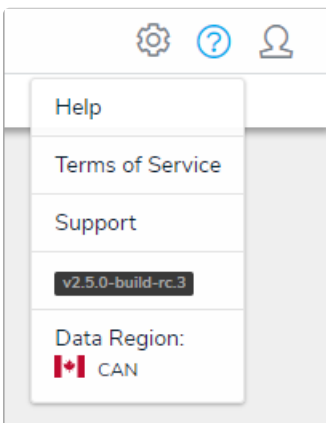 Help
Terms of Service
Support
v2.5.0-build-rc.3
Data Region:
CAN